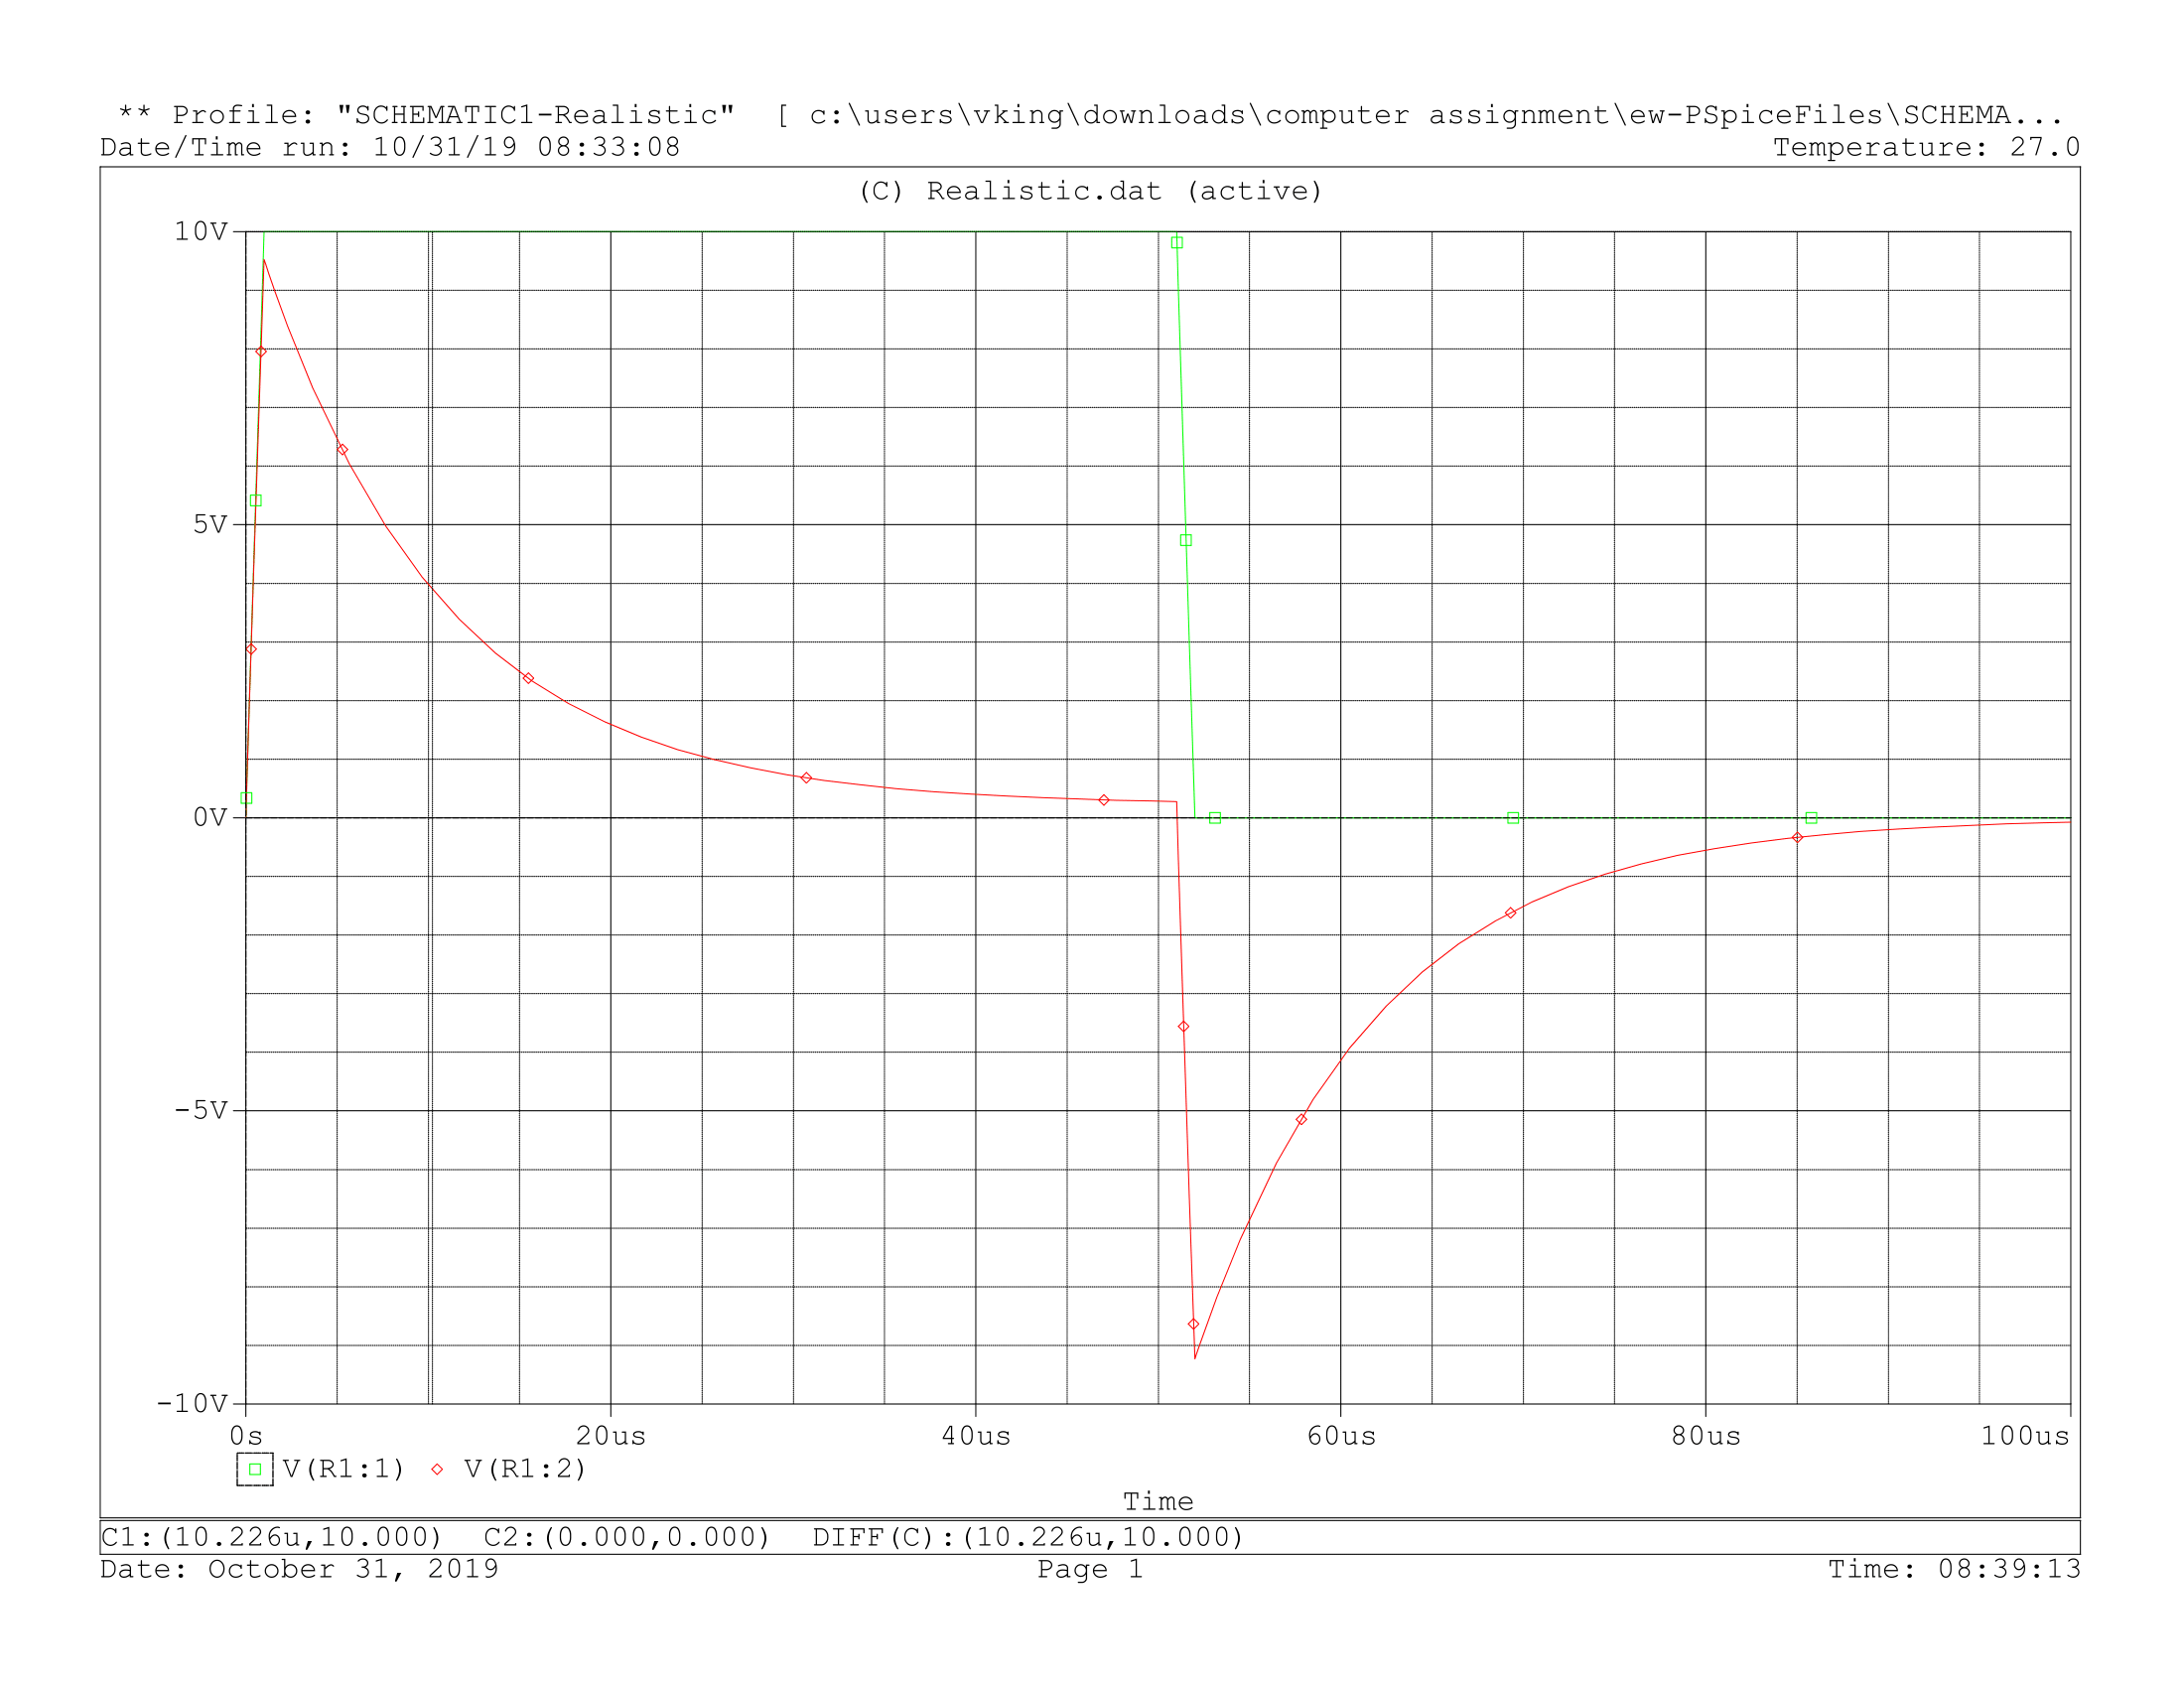 ** Profile: "SCHEMATIC1-Realistic"  [ c:\users\vking\downloads\computer assignment\ew-PSpiceFiles\SCHEMA...
Date/Time run: 10/31/19 08:33:08 Temperature: 27.0
(C) Realistic.dat (active)
10V
5V
0V
-5V
-10V
0s 20us 40us 60us 80us 100us
V(R1:1) V(R1:2)
Time
C1:(10.226u,10.000)  C2:(0.000,0.000)  DIFF(C):(10.226u,10.000)
Date: October 31, 2019 Page 1 Time: 08:39:13